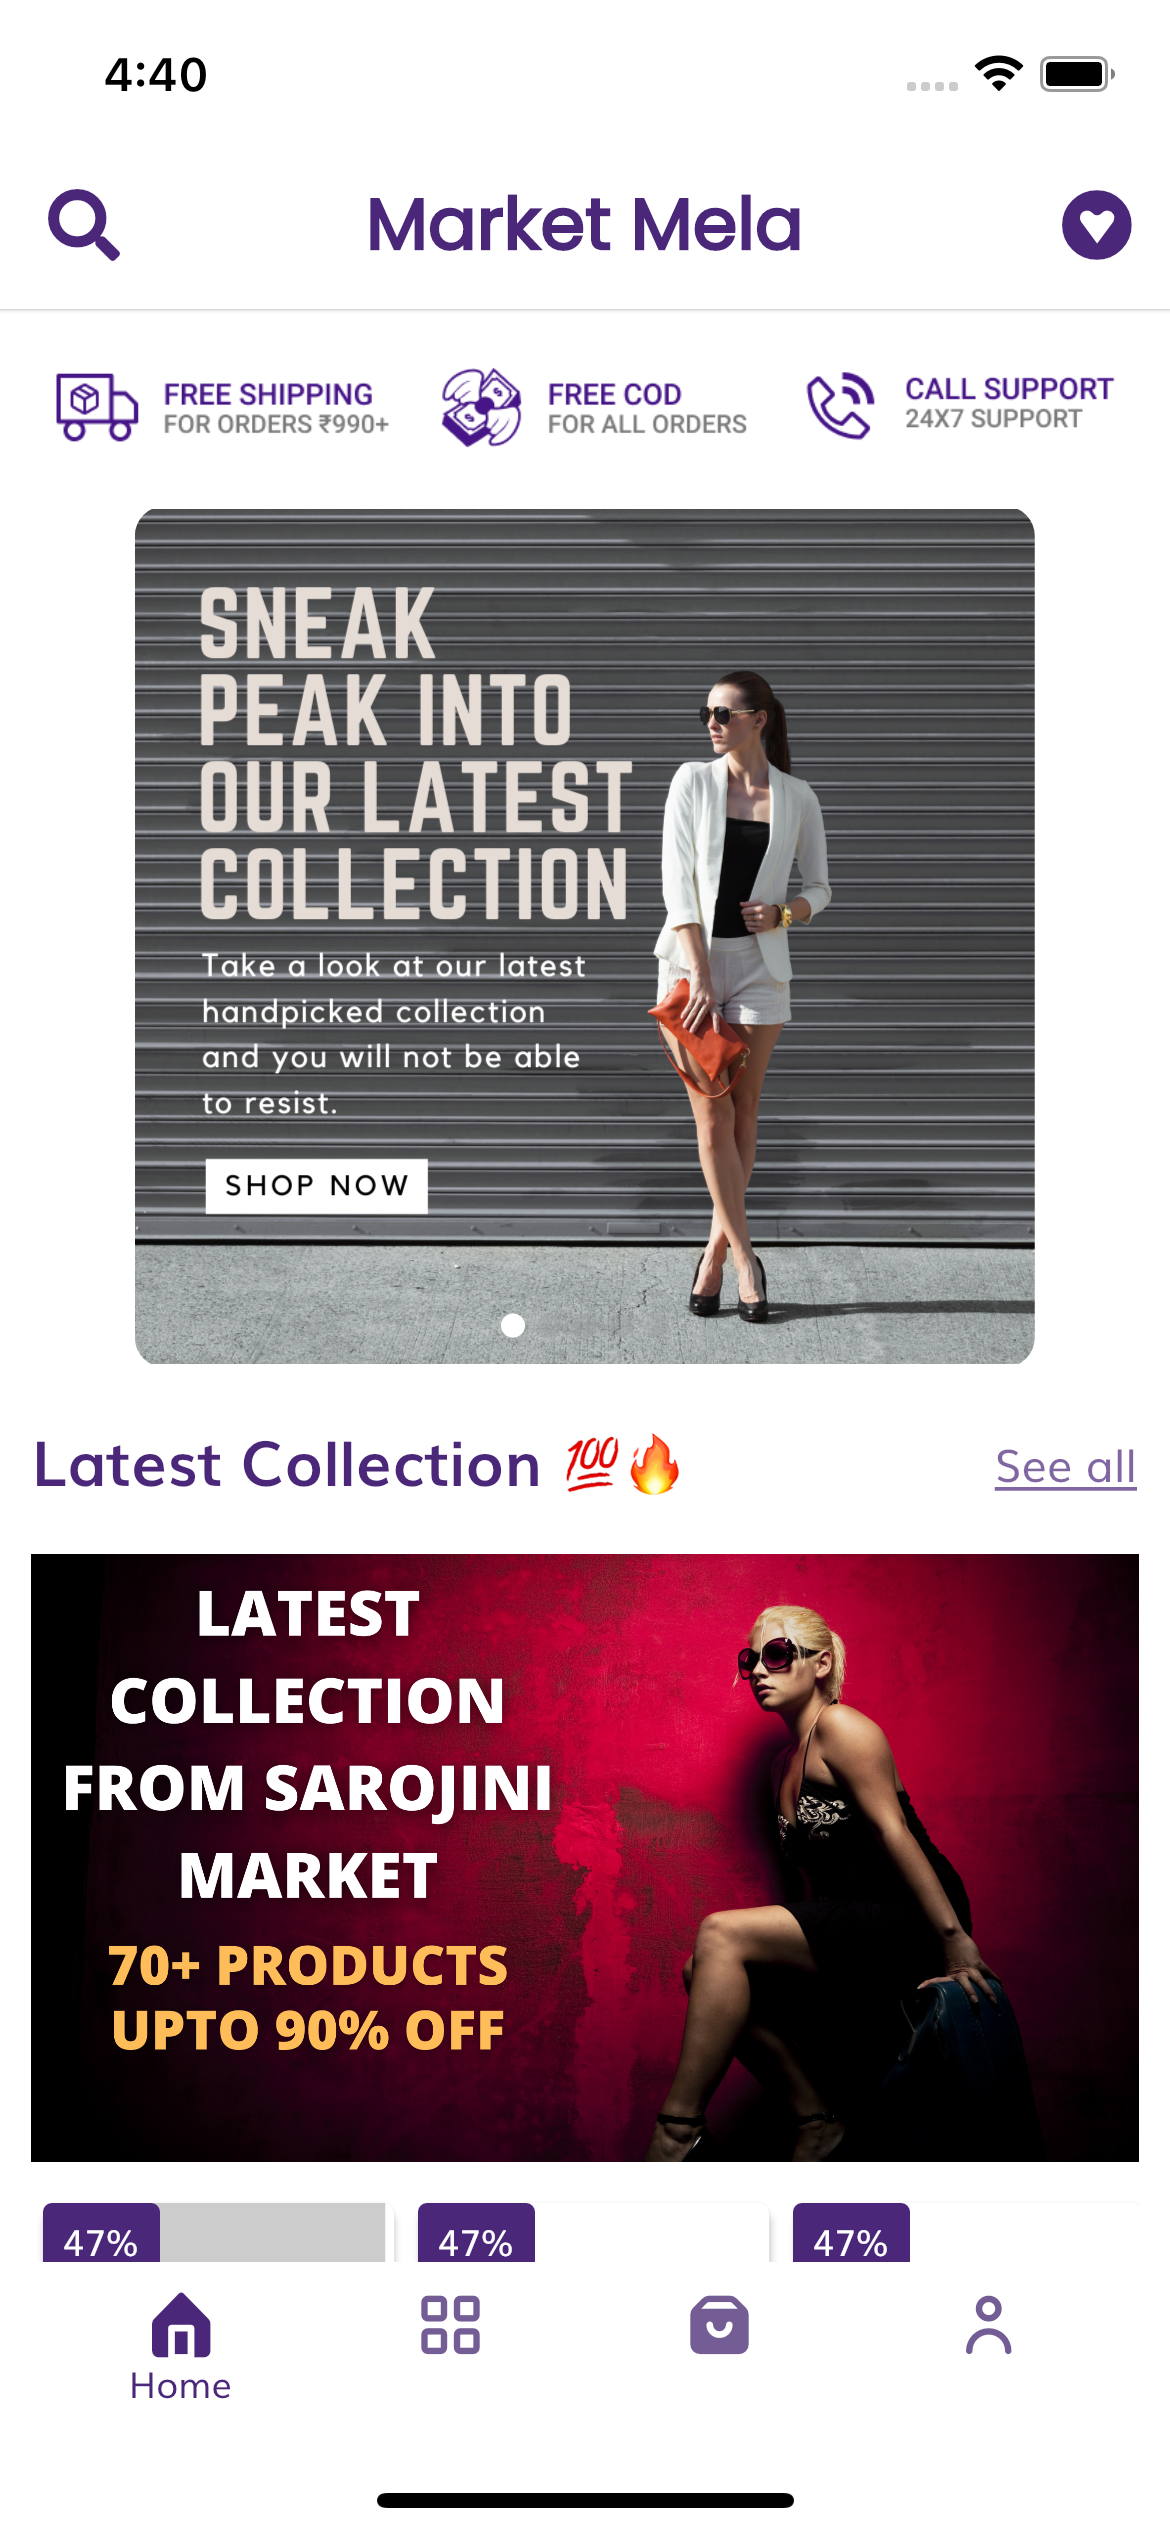 4:40
Market Mela
FREE SHIPPING
FOR ORDERS ₹990+
FREE COD
FOR ALL ORDERS
CALL SUPPORT
24X7 SUPPORT
SNEAK
PEAK INTO
OUR LATEST
COLLECTION
Take a look at our latest
handpicked collection
and you will not be able
to resist.
SHOP NOW
Latest Collection 💯🔥
See all
LATEST
COLLECTION
FROM SAROJINI
MARKET
70+ PRODUCTS
UPTO 90% OFF
47%
47%
47%
Home